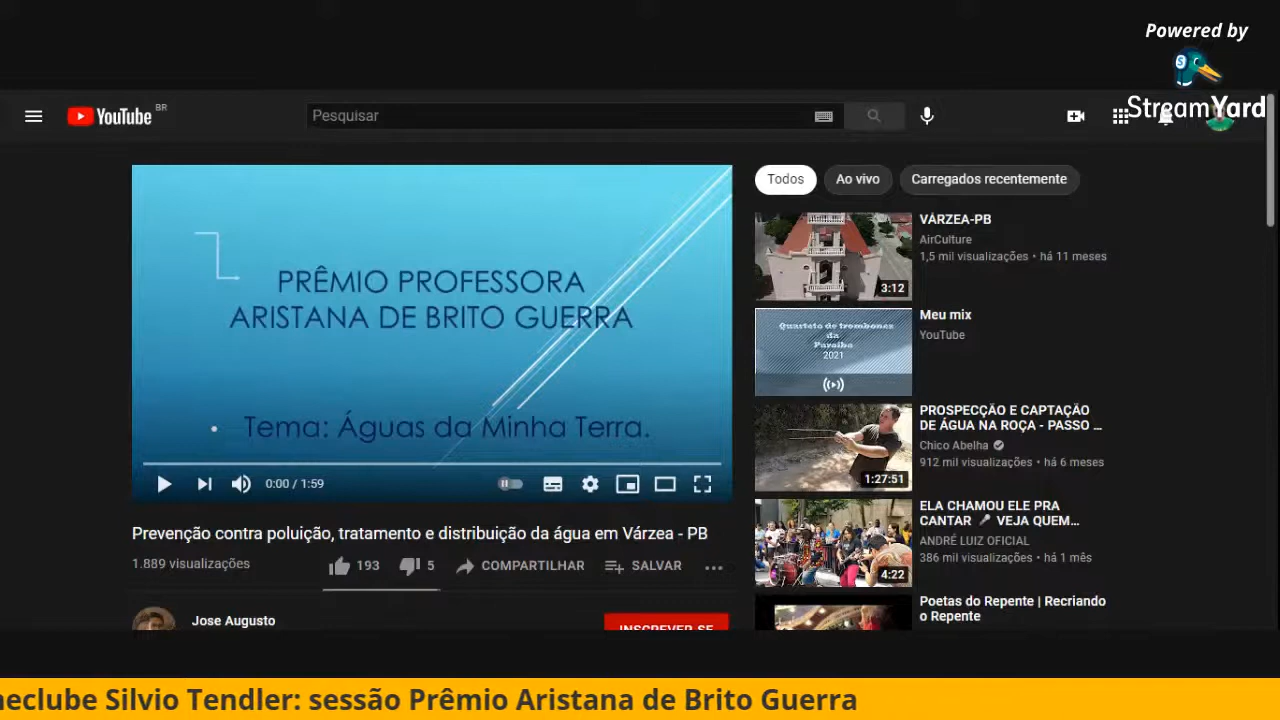 Powered by
StreamYard
YouTube BR
Pesquisar
PRÊMIO PROFESSORA
ARISTANA DE BRITO GUERRA
• Tema: Águas da Minha Terra.
0:00 / 1:59
Prevenção contra poluição, tratamento e distribuição da água em Várzea - PB
1.889 visualizações
193
5
COMPARTILHAR
SALVAR
Jose Augusto
INSCREVER-SE
Todos
Ao vivo
Carregados recentemente
VÁRZEA-PB
AirCulture
1,5 mil visualizações • há 11 meses
3:12
Quarteto de trombones
da
Paraíba
2021
Meu mix
YouTube
PROSPECÇÃO E CAPTAÇÃO
DE ÁGUA NA ROÇA - PASSO ...
Chico Abelha
912 mil visualizações • há 6 meses
1:27:51
ELA CHAMOU ELE PRA
CANTAR 🎤 VEJA QUEM...
ANDRÉ LUIZ OFICIAL
386 mil visualizações • há 1 mês
4:22
Poetas do Repente | Recriando
o Repente
neclube Silvio Tendler: sessão Prêmio Aristana de Brito Guerra